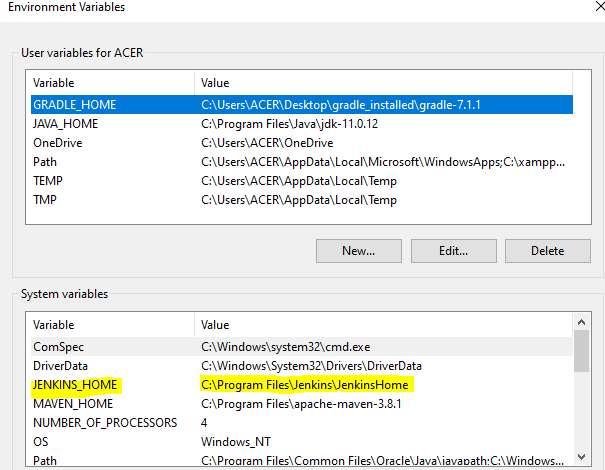 Environment Variables
User variables for ACER
Variable Value
GRADLE_HOME C:\Users\ACER\Desktop\gradle_installed\gradle-7.1.1
JAVA_HOME C:\Program Files\Java\jdk-11.0.12
OneDrive C:\Users\ACER\OneDrive
Path C:\Users\ACER\AppData\Local\Microsoft\WindowsApps;C:\xampp...
TEMP C:\Users\ACER\AppData\Local\Temp
TMP C:\Users\ACER\AppData\Local\Temp
New... Edit... Delete
System variables
Variable Value
ComSpec C:\Windows\system32\cmd.exe
DriverData C:\Windows\System32\Drivers\DriverData
JENKINS_HOME C:\Program Files\Jenkins\JenkinsHome
MAVEN_HOME C:\Program Files\apache-maven-3.8.1
NUMBER_OF_PROCESSORS 4
OS Windows_NT
Path C:\Program Files\Common Files\Oracle\Java\javapath;C:\Windows...